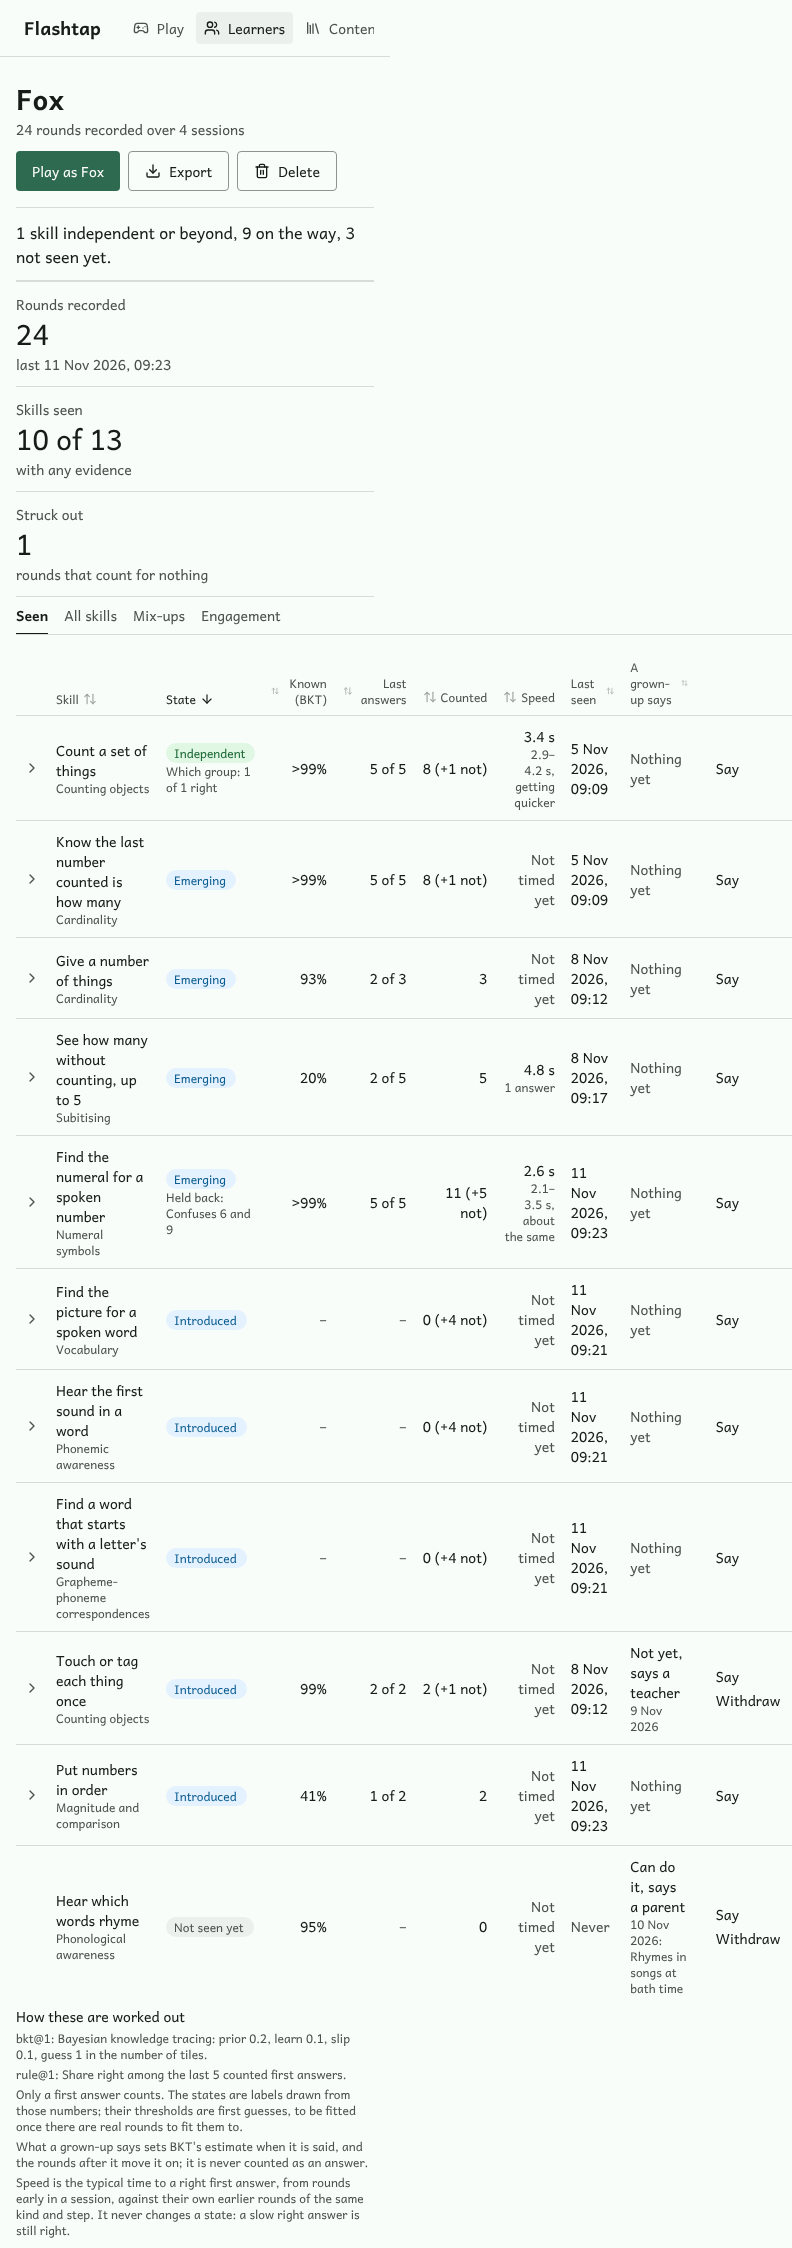 Flashtap Play Learners Conten
Fox
24 rounds recorded over 4 sessions
Play as Fox Export Delete
1 skill independent or beyond, 9 on the way, 3
not seen yet.
Rounds recorded
24
last 11 Nov 2026, 09:23
Skills seen
10 of 13
with any evidence
Struck out
1
rounds that count for nothing
Seen All skills Mix-ups Engagement
Skill State Known (BKT) Last answers Counted Speed Last seen A grown-up says
Count a set of things Counting objects Independent Which group: 1 of 1 right >99% 5 of 5 8 (+1 not) 3.4 s 2.9–4.2 s, getting quicker 5 Nov 2026, 09:09 Nothing yet Say
Know the last number counted is how many Cardinality Emerging >99% 5 of 5 8 (+1 not) Not timed yet 5 Nov 2026, 09:09 Nothing yet Say
Give a number of things Cardinality Emerging 93% 2 of 3 3 Not timed yet 8 Nov 2026, 09:12 Nothing yet Say
See how many without counting, up to 5 Subitising Emerging 20% 2 of 5 5 4.8 s 1 answer 8 Nov 2026, 09:17 Nothing yet Say
Find the numeral for a spoken number Numeral symbols Emerging Held back: Confuses 6 and 9 >99% 5 of 5 11 (+5 not) 2.6 s 2.1–3.5 s, about the same 11 Nov 2026, 09:23 Nothing yet Say
Find the picture for a spoken word Vocabulary Introduced – – 0 (+4 not) Not timed yet 11 Nov 2026, 09:21 Nothing yet Say
Hear the first sound in a word Phonemic awareness Introduced – – 0 (+4 not) Not timed yet 11 Nov 2026, 09:21 Nothing yet Say
Find a word that starts with a letter's sound Grapheme-phoneme correspondences Introduced – – 0 (+4 not) Not timed yet 11 Nov 2026, 09:21 Nothing yet Say
Touch or tag each thing once Counting objects Introduced 99% 2 of 2 2 (+1 not) Not timed yet 8 Nov 2026, 09:12 Not yet, says a teacher 9 Nov 2026 Say Withdraw
Put numbers in order Magnitude and comparison Introduced 41% 1 of 2 2 Not timed yet 11 Nov 2026, 09:23 Nothing yet Say
Hear which words rhyme Phonological awareness Not seen yet 95% – 0 Not timed yet Never Can do it, says a parent 10 Nov 2026: Rhymes in songs at bath time Say Withdraw
How these are worked out
bkt@1: Bayesian knowledge tracing: prior 0.2, learn 0.1, slip
0.1, guess 1 in the number of tiles.
rule@1: Share right among the last 5 counted first answers.
Only a first answer counts. The states are labels drawn from
those numbers; their thresholds are first guesses, to be fitted
once there are real rounds to fit them to.
What a grown-up says sets BKT's estimate when it is said, and
the rounds after it move it on; it is never counted as an answer.
Speed is the typical time to a right first answer, from rounds
early in a session, against their own earlier rounds of the same
kind and step. It never changes a state: a slow right answer is
still right.